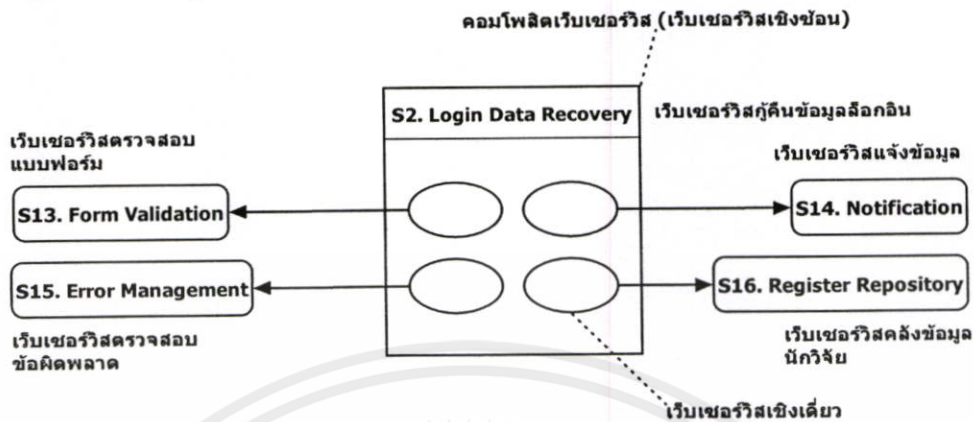 คอมโพสิตเว็บเซอร์วิส (เว็บเซอร์วิสเชิงซ้อน)
S2. Login Data Recovery
เว็บเซอร์วิสกู้คืนข้อมูลล็อกอิน
เว็บเซอร์วิสตรวจสอบ
แบบฟอร์ม
เว็บเซอร์วิสแจ้งข้อมูล
S13. Form Validation
S14. Notification
S15. Error Management
S16. Register Repository
เว็บเซอร์วิสตรวจสอบ
ข้อผิดพลาด
เว็บเซอร์วิสคลังข้อมูล
นักวิจัย
เว็บเซอร์วิสเชิงเดี่ยว